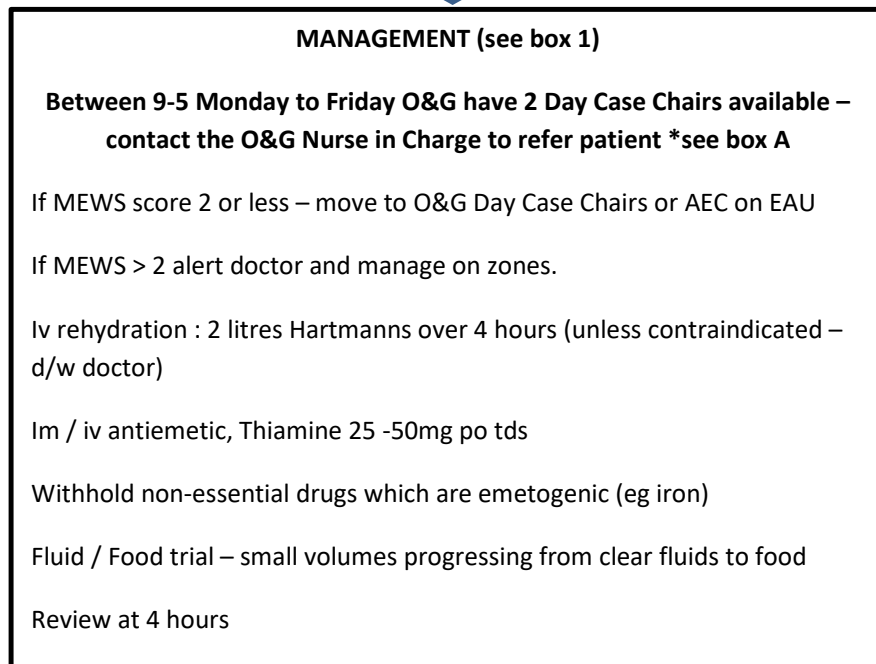 MANAGEMENT (see box 1)
Between 9-5 Monday to Friday O&G have 2 Day Case Chairs available –
contact the O&G Nurse in Charge to refer patient *see box A
If MEWS score 2 or less – move to O&G Day Case Chairs or AEC on EAU
If MEWS > 2 alert doctor and manage on zones.
Iv rehydration : 2 litres Hartmanns over 4 hours (unless contraindicated –
d/w doctor)
Im / iv antiemetic, Thiamine 25 -50mg po tds
Withhold non-essential drugs which are emetogenic (eg iron)
Fluid / Food trial – small volumes progressing from clear fluids to food
Review at 4 hours